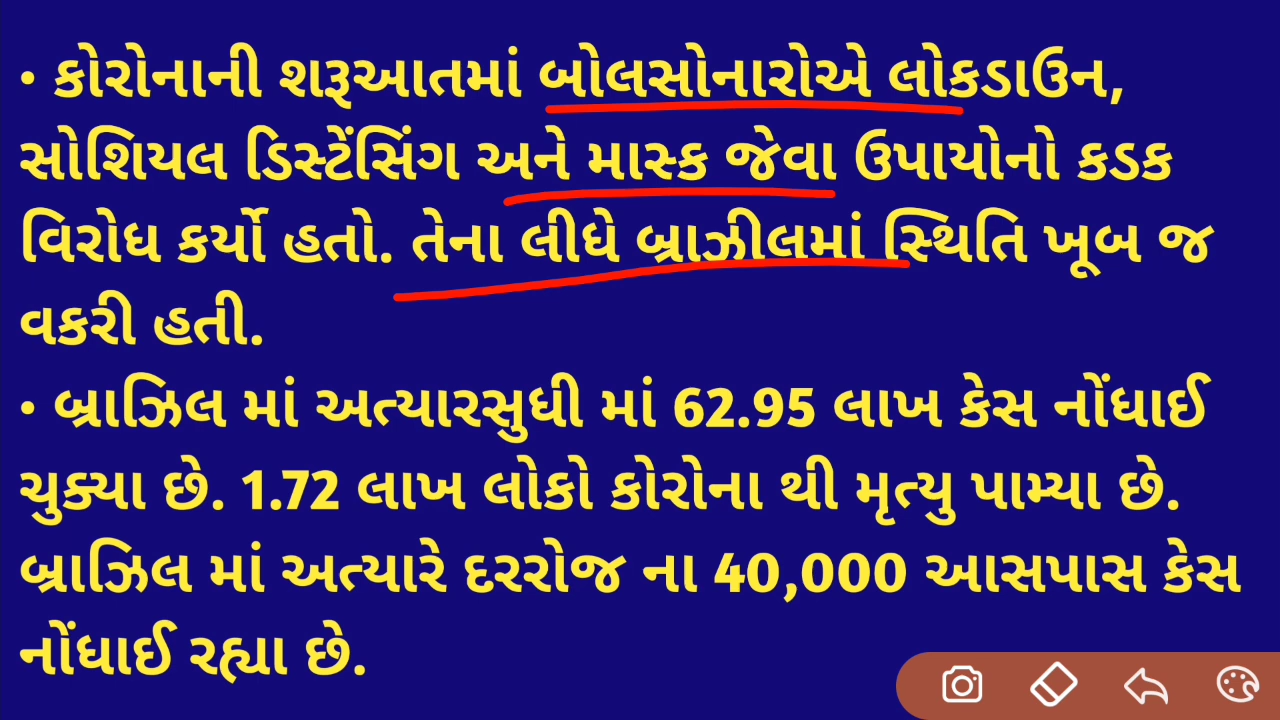 • કોરોનાની શરૂઆતમાં બોલસોનારોએ લોકડાઉન,
સોશિયલ ડિસ્ટેંસિંગ અને માસ્ક જેવા ઉપાયોનો કડક
વિરોધ કર્યો હતો. તેના લીધે બ્રાઝીલમાં સ્થિતિ ખૂબ જ
વકરી હતી.
• બ્રાઝિલ માં અત્યારસુધી માં 62.95 લાખ કેસ નોંધાઈ
ચુક્યા છે. 1.72 લાખ લોકો કોરોના થી મૃત્યુ પામ્યા છે.
બ્રાઝિલ માં અત્યારે દરરોજ ના 40,000 આસપાસ કેસ
નોંધાઈ રહ્યા છે.